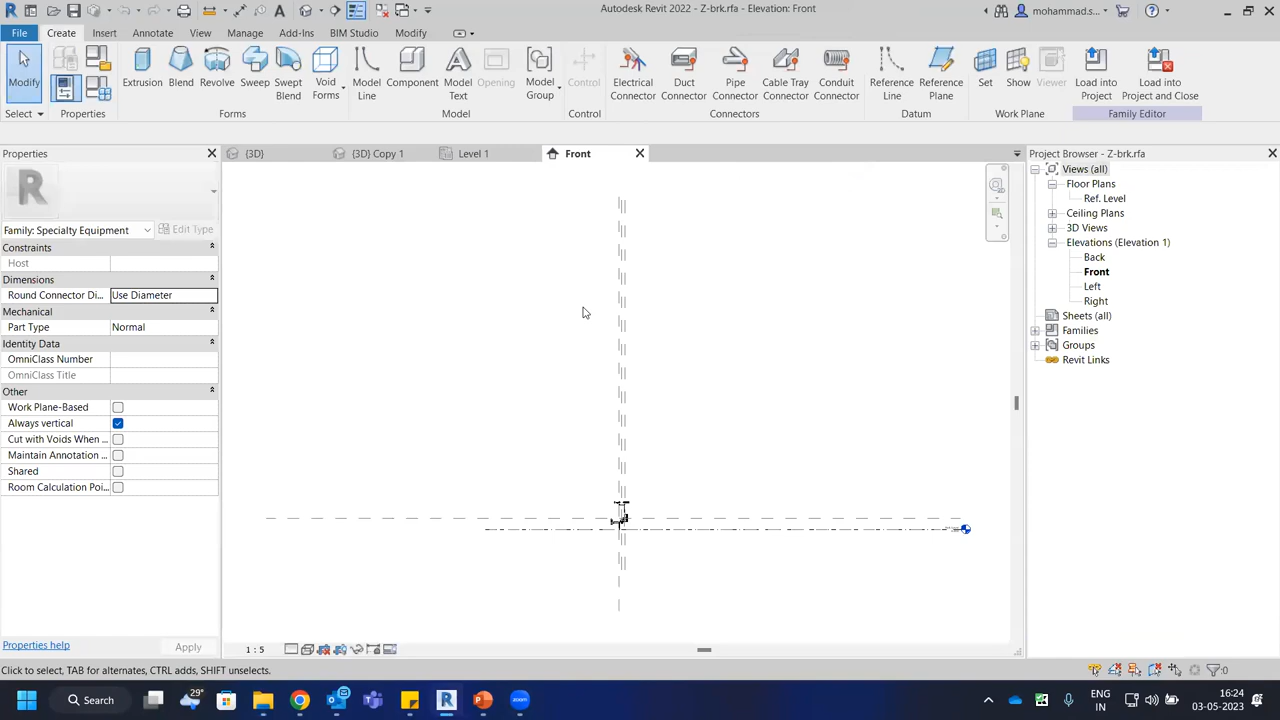 Autodesk Revit 2022 - Z-brk.rfa - Elevation: Front
mohammad.s...
File Create Insert Annotate View Manage Add-Ins BIM Studio Modify
Modify
Extrusion Blend Revolve Sweep Swept Blend Void Forms
Model Line Component Model Text Opening Model Group
Control
Electrical Connector Duct Connector Pipe Connector Cable Tray Connector Conduit Connector
Reference Line Reference Plane
Set Show Viewer
Load into Project Load into Project and Close
Select Properties Forms Model Control Connectors Datum Work Plane Family Editor
Properties
{3D} {3D} Copy 1 Level 1 Front
Project Browser - Z-brk.rfa
Family: Specialty Equipment Edit Type
Constraints
Host
Dimensions
Round Connector Di... Use Diameter
Mechanical
Part Type Normal
Identity Data
OmniClass Number
OmniClass Title
Other
Work Plane-Based
Always vertical
Cut with Voids When ...
Maintain Annotation ...
Shared
Room Calculation Poi...
Properties help Apply
Views (all)
Floor Plans
Ref. Level
Ceiling Plans
3D Views
Elevations (Elevation 1)
Back
Front
Left
Right
Sheets (all)
Families
Groups
Revit Links
1 : 5
Click to select, TAB for alternates, CTRL adds, SHIFT unselects.
:0
Search
29°
ENG
IN
16:24
03-05-2023